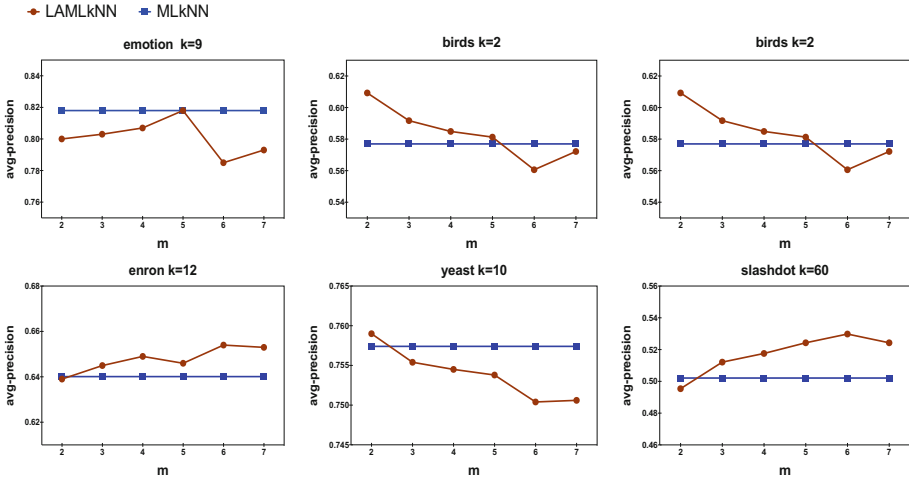 LAMLkNN MLkNN
emotion k=9
avg-precision
0.84
0.82
0.80
0.78
0.76
2 3 4 5 6 7
m
birds k=2
avg-precision
0.62
0.60
0.58
0.56
0.54
2 3 4 5 6 7
m
birds k=2
avg-precision
0.62
0.60
0.58
0.56
0.54
2 3 4 5 6 7
m
enron k=12
avg-precision
0.68
0.66
0.64
0.62
2 3 4 5 6 7
m
yeast k=10
avg-precision
0.765
0.760
0.755
0.750
0.745
2 3 4 5 6 7
m
slashdot k=60
avg-precision
0.56
0.54
0.52
0.50
0.48
0.46
2 3 4 5 6 7
m